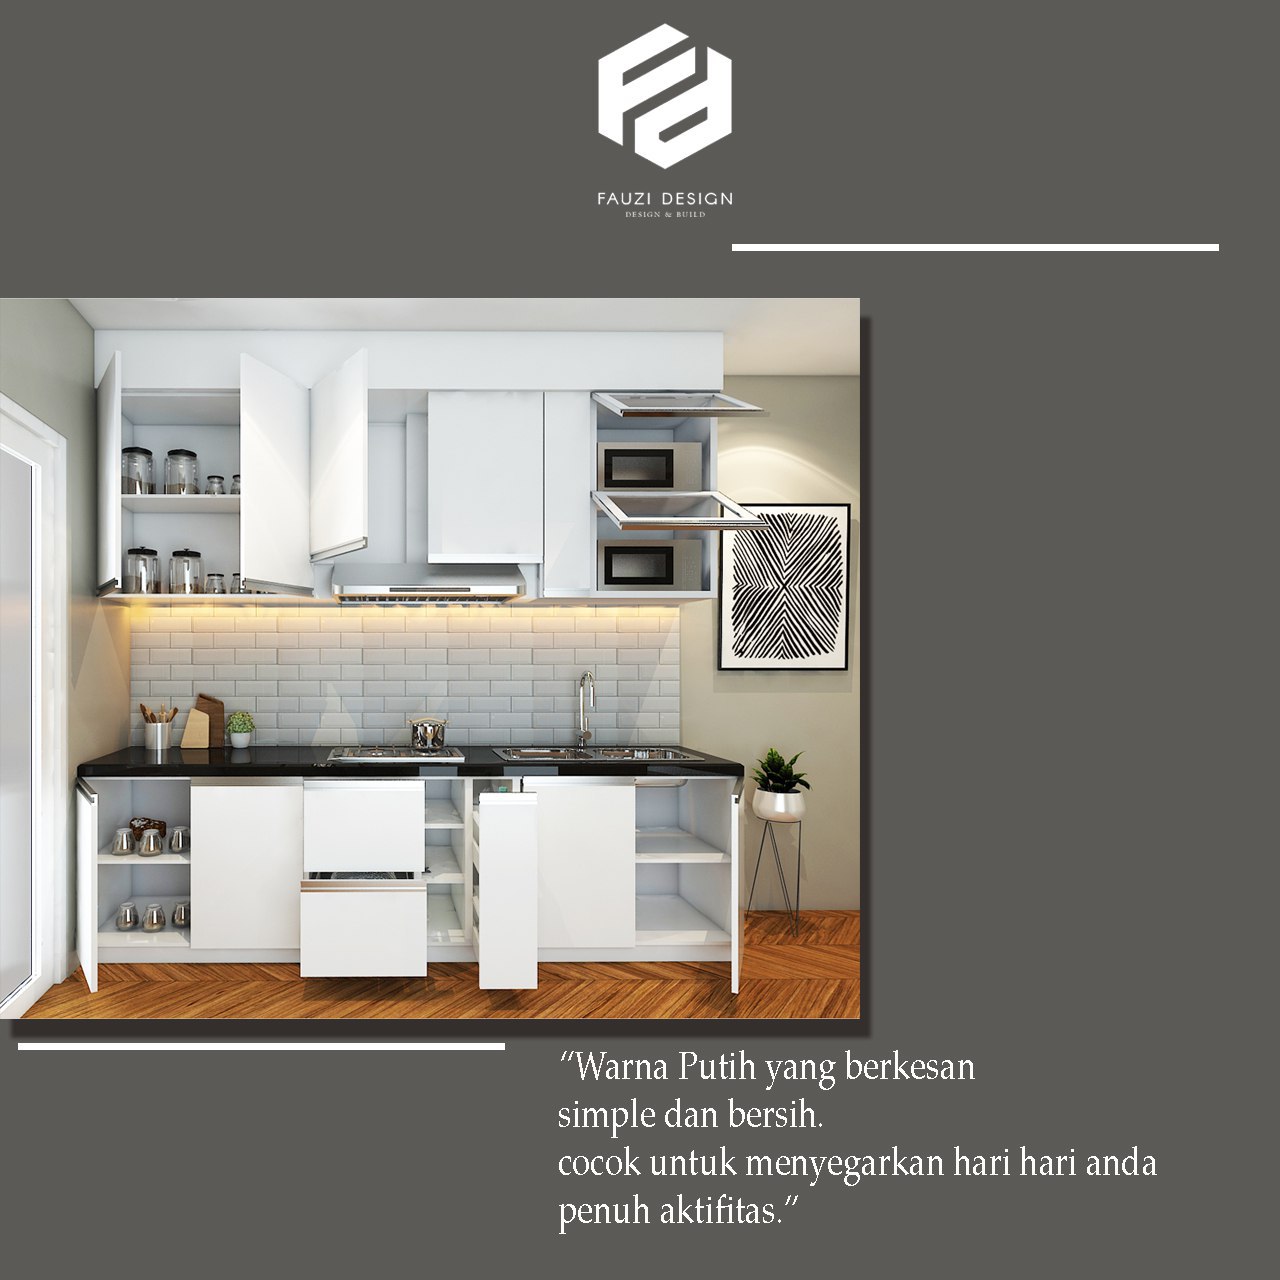 FAUZI DESIGN
DESIGN & BUILD
“Warna Putih yang berkesan
simple dan bersih.
cocok untuk menyegarkan hari hari anda
penuh aktifitas.”